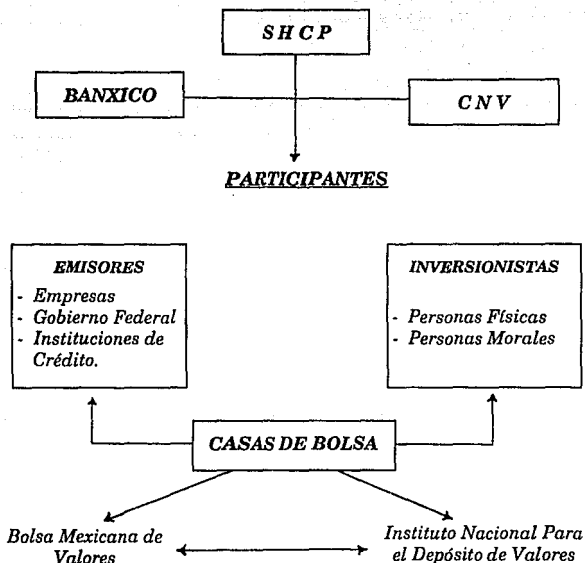 S H C P
BANXICO
C N V
PARTICIPANTES
EMISORES
- Empresas
- Gobierno Federal
- Instituciones de
Crédito.
INVERSIONISTAS
- Personas Físicas
- Personas Morales
CASAS DE BOLSA
Bolsa Mexicana de
Valores
Instituto Nacional Para
el Depósito de Valores